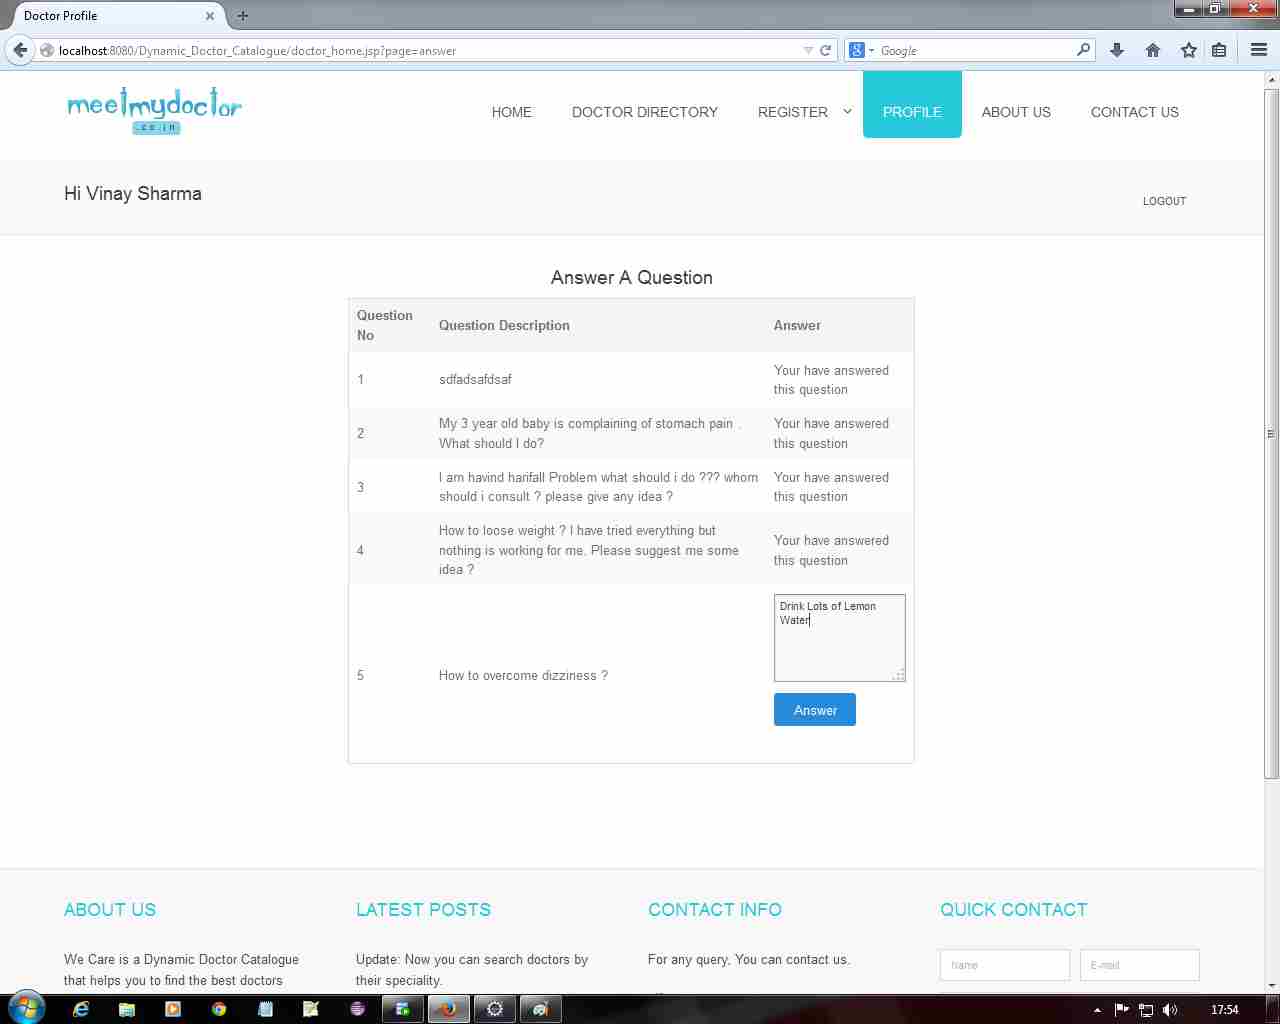 Doctor Profile
localhost:8080/Dynamic_Doctor_Catalogue/doctor_home.jsp?page=answer
Google
meetmydoctor
.co.in
HOME
DOCTOR DIRECTORY
REGISTER
PROFILE
ABOUT US
CONTACT US
Hi Vinay Sharma
LOGOUT
Answer A Question
Question
No
Question Description
Answer
1
sdfadsafdsaf
Your have answered
this question
2
My 3 year old baby is complaining of stomach pain .
What should I do?
Your have answered
this question
3
I am havind harifall Problem what should i do ??? whom
should i consult ? please give any idea ?
Your have answered
this question
4
How to loose weight ? I have tried everything but
nothing is working for me. Please suggest me some
idea ?
Your have answered
this question
5
How to overcome dizziness ?
Drink Lots of Lemon
Water
Answer
ABOUT US
We Care is a Dynamic Doctor Catalogue
that helps you to find the best doctors
LATEST POSTS
Update: Now you can search doctors by
their speciality.
CONTACT INFO
For any query, You can contact us.
QUICK CONTACT
Name
E-mail
17:54